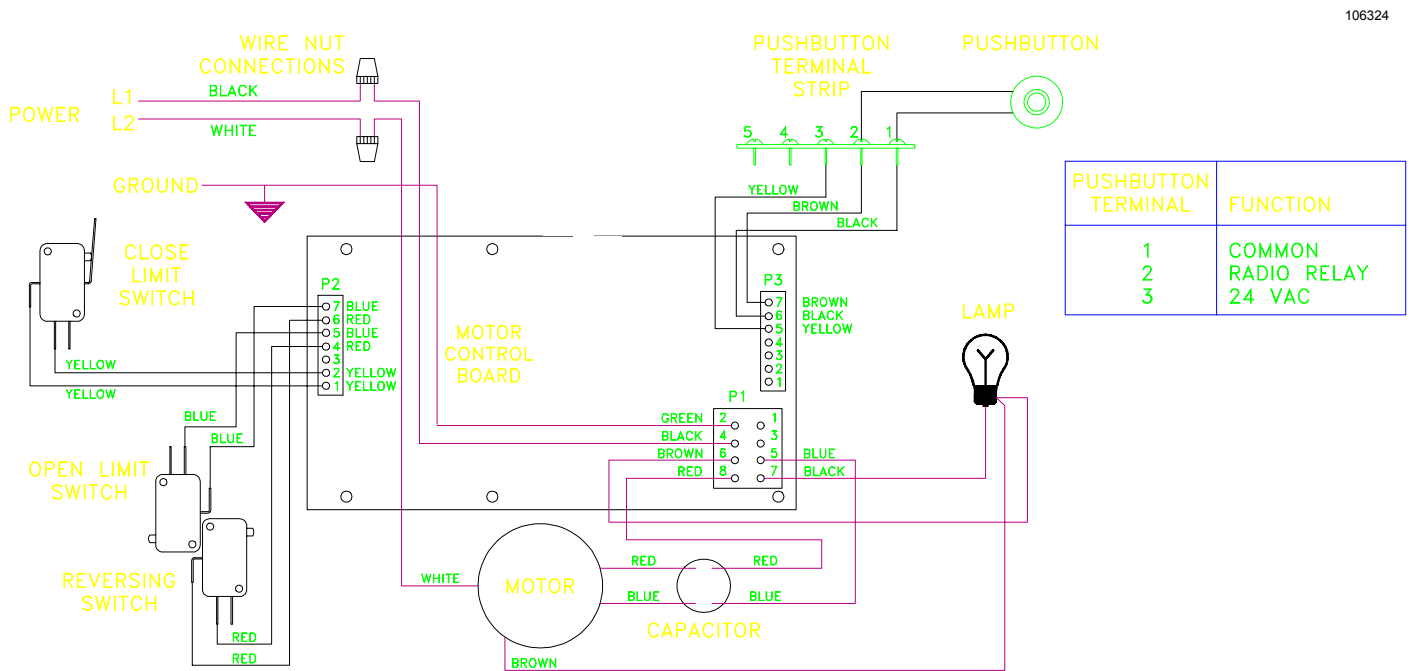 106324
WIRE NUT
CONNECTIONS
PUSHBUTTON
TERMINAL
STRIP
PUSHBUTTON
POWER
L1
BLACK
L2
WHITE
5 4 3 2 1
GROUND
YELLOW
BROWN
BLACK
PUSHBUTTON
TERMINAL
FUNCTION
1 COMMON
2 RADIO RELAY
3 24 VAC
CLOSE
LIMIT
SWITCH
P2
7 BLUE
6 RED
5 BLUE
4 RED
3
2 YELLOW
1 YELLOW
YELLOW
YELLOW
MOTOR
CONTROL
BOARD
P3
7 BROWN
6 BLACK
5 YELLOW
4
3
2
1
LAMP
P1
GREEN 2 1
BLACK 4 3
BROWN 6 5 BLUE
RED 8 7 BLACK
BLUE
BLUE
OPEN LIMIT
SWITCH
REVERSING
SWITCH
RED
RED
WHITE
MOTOR
RED RED
BLUE BLUE
CAPACITOR
BROWN